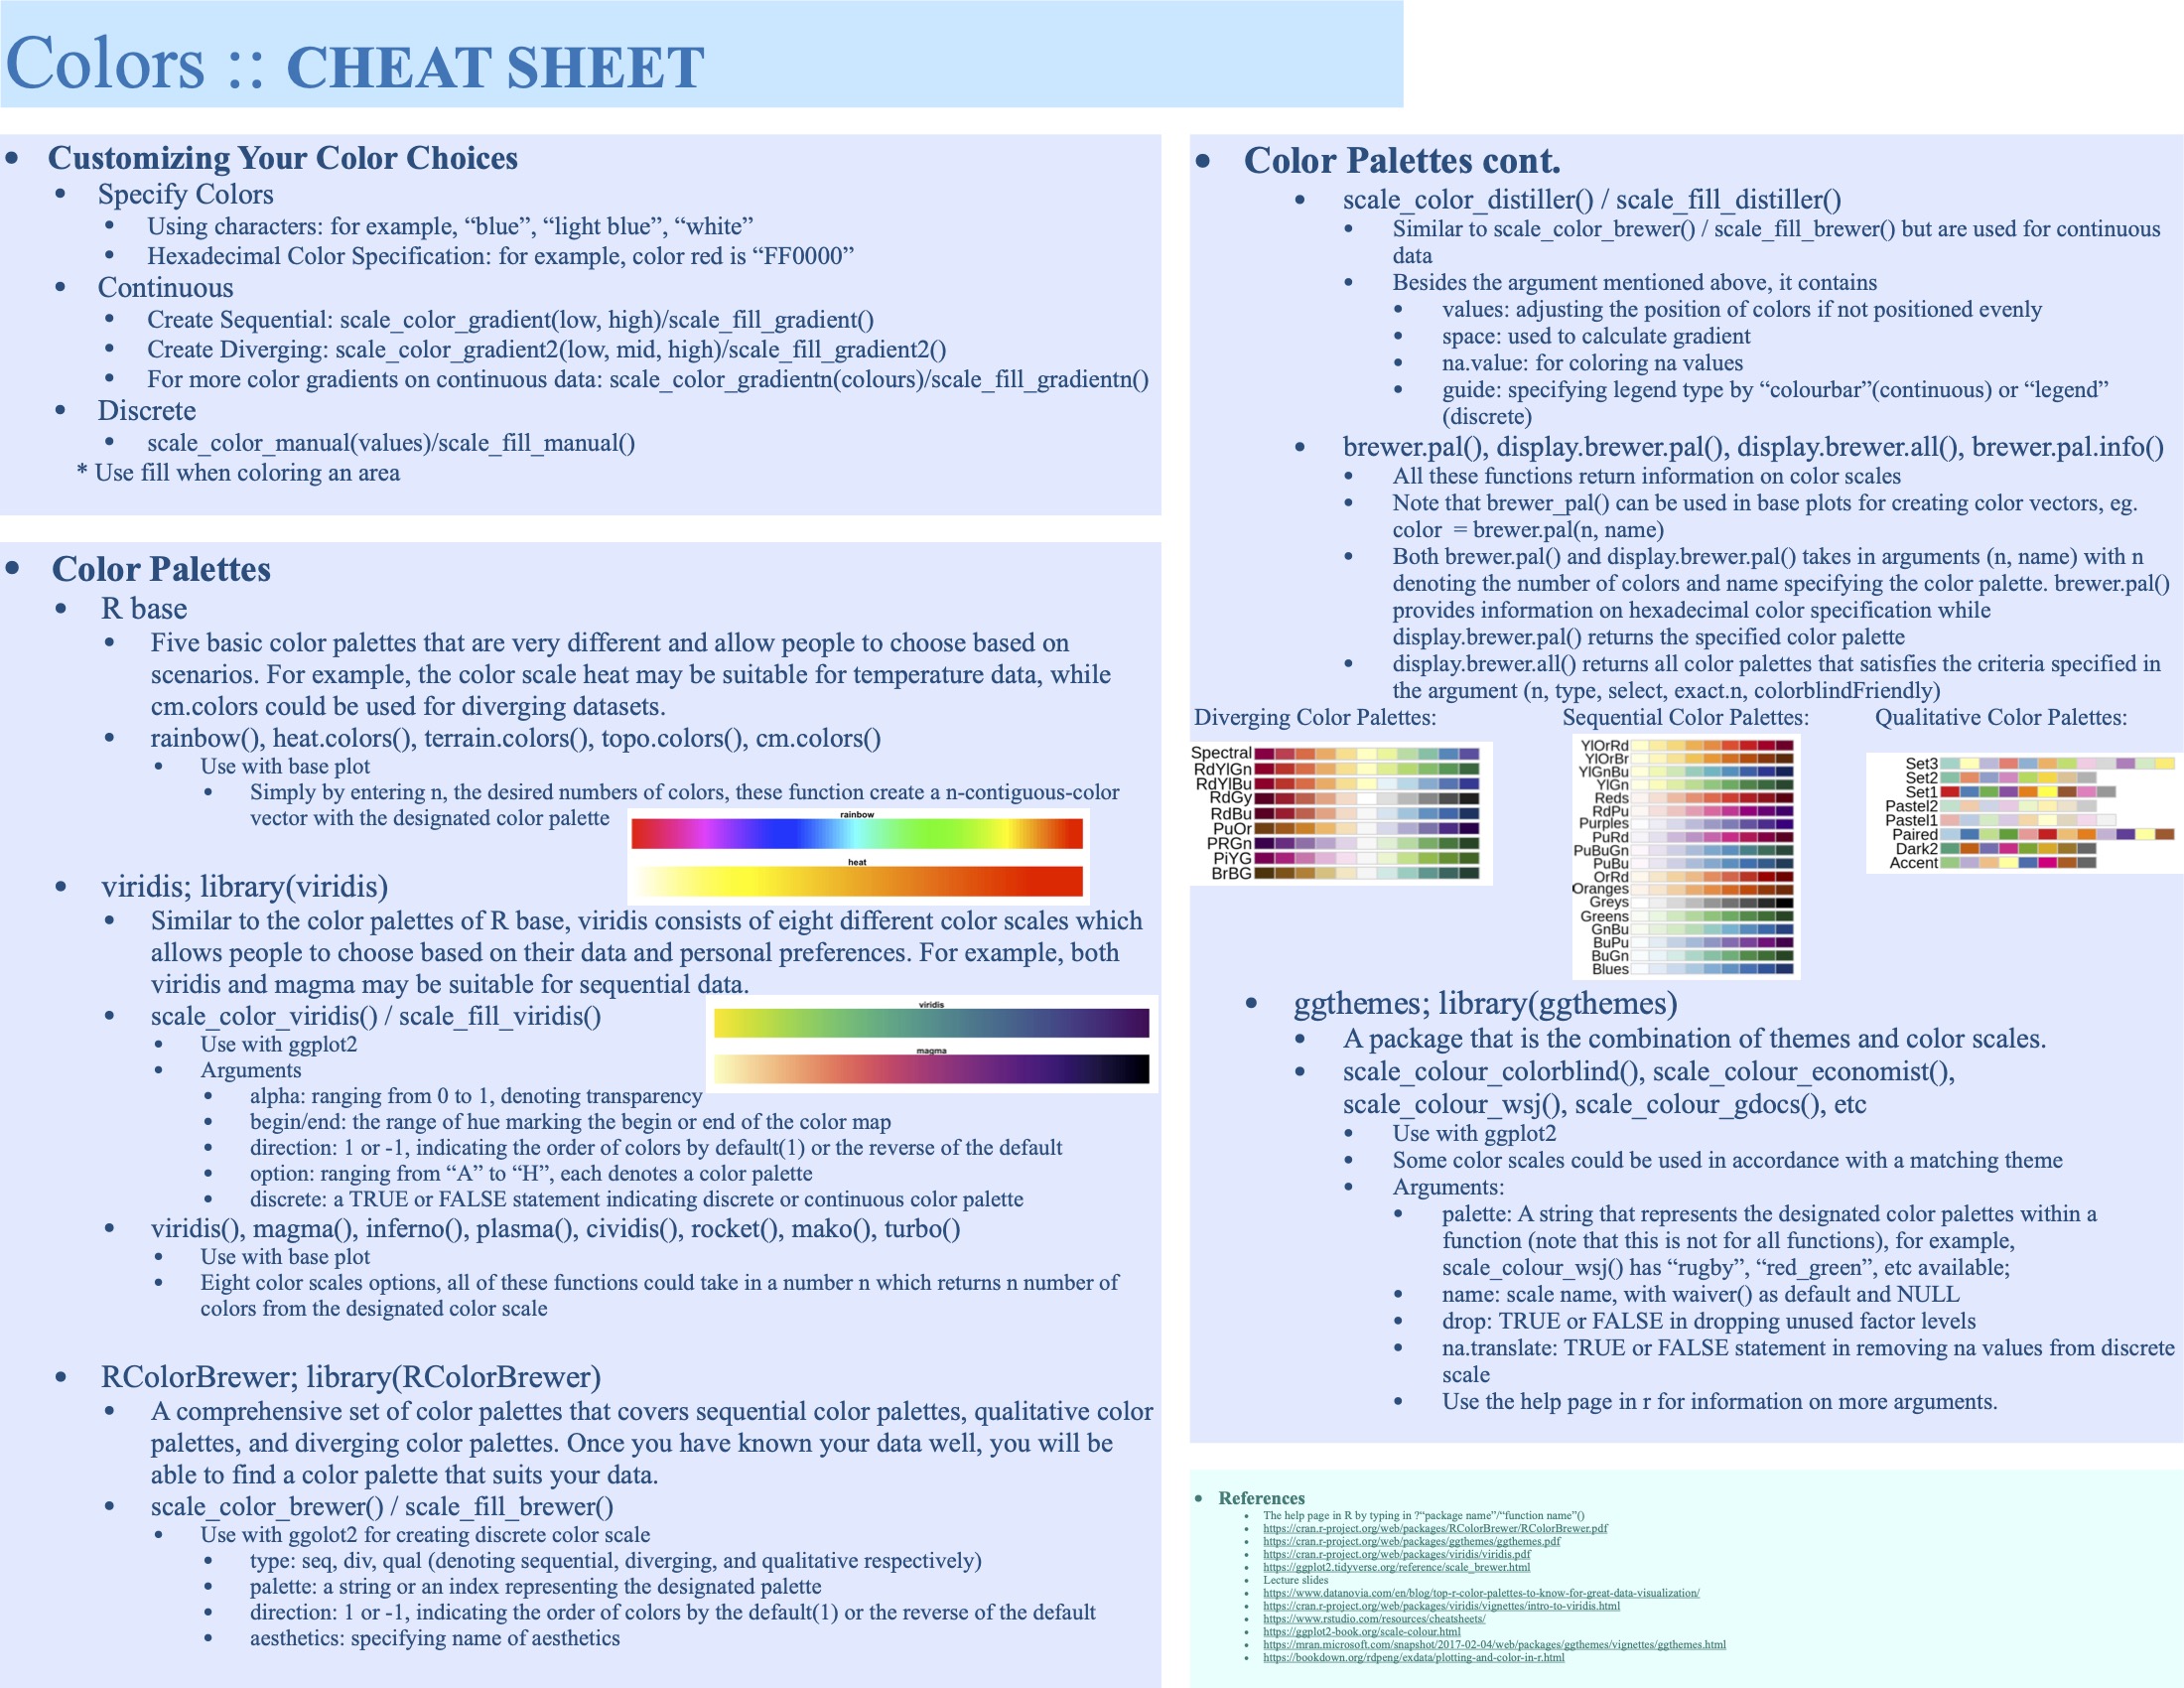 Colors :: CHEAT SHEET
• Customizing Your Color Choices
• Specify Colors
• Using characters: for example, “blue”, “light blue”, “white”
• Hexadecimal Color Specification: for example, color red is “FF0000”
• Continuous
• Create Sequential: scale_color_gradient(low, high)/scale_fill_gradient()
• Create Diverging: scale_color_gradient2(low, mid, high)/scale_fill_gradient2()
• For more color gradients on continuous data: scale_color_gradientn(colours)/scale_fill_gradientn()
• Discrete
• scale_color_manual(values)/scale_fill_manual()
* Use fill when coloring an area
• Color Palettes
• R base
• Five basic color palettes that are very different and allow people to choose based on
scenarios. For example, the color scale heat may be suitable for temperature data, while
cm.colors could be used for diverging datasets.
• rainbow(), heat.colors(), terrain.colors(), topo.colors(), cm.colors()
• Use with base plot
• Simply by entering n, the desired numbers of colors, these function create a n-contiguous-color
vector with the designated color palette
rainbow
heat
• viridis; library(viridis)
• Similar to the color palettes of R base, viridis consists of eight different color scales which
allows people to choose based on their data and personal preferences. For example, both
viridis and magma may be suitable for sequential data.
viridis
magma
• scale_color_viridis() / scale_fill_viridis()
• Use with ggplot2
• Arguments
• alpha: ranging from 0 to 1, denoting transparency
• begin/end: the range of hue marking the begin or end of the color map
• direction: 1 or -1, indicating the order of colors by default(1) or the reverse of the default
• option: ranging from “A” to “H”, each denotes a color palette
• discrete: a TRUE or FALSE statement indicating discrete or continuous color palette
• viridis(), magma(), inferno(), plasma(), cividis(), rocket(), mako(), turbo()
• Use with base plot
• Eight color scales options, all of these functions could take in a number n which returns n number of
colors from the designated color scale
• RColorBrewer; library(RColorBrewer)
• A comprehensive set of color palettes that covers sequential color palettes, qualitative color
palettes, and diverging color palettes. Once you have known your data well, you will be
able to find a color palette that suits your data.
• scale_color_brewer() / scale_fill_brewer()
• Use with ggolot2 for creating discrete color scale
• type: seq, div, qual (denoting sequential, diverging, and qualitative respectively)
• palette: a string or an index representing the designated palette
• direction: 1 or -1, indicating the order of colors by the default(1) or the reverse of the default
• aesthetics: specifying name of aesthetics
• Color Palettes cont.
• scale_color_distiller() / scale_fill_distiller()
• Similar to scale_color_brewer() / scale_fill_brewer() but are used for continuous
data
• Besides the argument mentioned above, it contains
• values: adjusting the position of colors if not positioned evenly
• space: used to calculate gradient
• na.value: for coloring na values
• guide: specifying legend type by “colourbar”(continuous) or “legend”
(discrete)
• brewer.pal(), display.brewer.pal(), display.brewer.all(), brewer.pal.info()
• All these functions return information on color scales
• Note that brewer_pal() can be used in base plots for creating color vectors, eg.
color = brewer.pal(n, name)
• Both brewer.pal() and display.brewer.pal() takes in arguments (n, name) with n
denoting the number of colors and name specifying the color palette. brewer.pal()
provides information on hexadecimal color specification while
display.brewer.pal() returns the specified color palette
• display.brewer.all() returns all color palettes that satisfies the criteria specified in
the argument (n, type, select, exact.n, colorblindFriendly)
Diverging Color Palettes:
Spectral
RdYlGn
RdYlBu
RdGy
RdBu
PuOr
PRGn
PiYG
BrBG
Sequential Color Palettes:
YlOrRd
YlOrBr
YlGnBu
YlGn
Reds
RdPu
Purples
PuRd
PuBuGn
PuBu
OrRd
Oranges
Greys
Greens
GnBu
BuPu
BuGn
Blues
Qualitative Color Palettes:
Set3
Set2
Set1
Pastel2
Pastel1
Paired
Dark2
Accent
• ggthemes; library(ggthemes)
• A package that is the combination of themes and color scales.
• scale_colour_colorblind(), scale_colour_economist(),
scale_colour_wsj(), scale_colour_gdocs(), etc
• Use with ggplot2
• Some color scales could be used in accordance with a matching theme
• Arguments:
• palette: A string that represents the designated color palettes within a
function (note that this is not for all functions), for example,
scale_colour_wsj() has “rugby”, “red_green”, etc available;
• name: scale name, with waiver() as default and NULL
• drop: TRUE or FALSE in dropping unused factor levels
• na.translate: TRUE or FALSE statement in removing na values from discrete
scale
• Use the help page in r for information on more arguments.
• References
• The help page in R by typing in ?“package name”/“function name”()
• https://cran.r-project.org/web/packages/RColorBrewer/RColorBrewer.pdf
• https://cran.r-project.org/web/packages/ggthemes/ggthemes.pdf
• https://cran.r-project.org/web/packages/viridis/viridis.pdf
• https://ggplot2.tidyverse.org/reference/scale_brewer.html
• Lecture slides
• https://www.datanovia.com/en/blog/top-r-color-palettes-to-know-for-great-data-visualization/
• https://cran.r-project.org/web/packages/viridis/vignettes/intro-to-viridis.html
• https://www.rstudio.com/resources/cheatsheets/
• https://ggplot2-book.org/scale-colour.html
• https://mran.microsoft.com/snapshot/2017-02-04/web/packages/ggthemes/vignettes/ggthemes.html
• https://bookdown.org/rdpeng/exdata/plotting-and-color-in-r.html